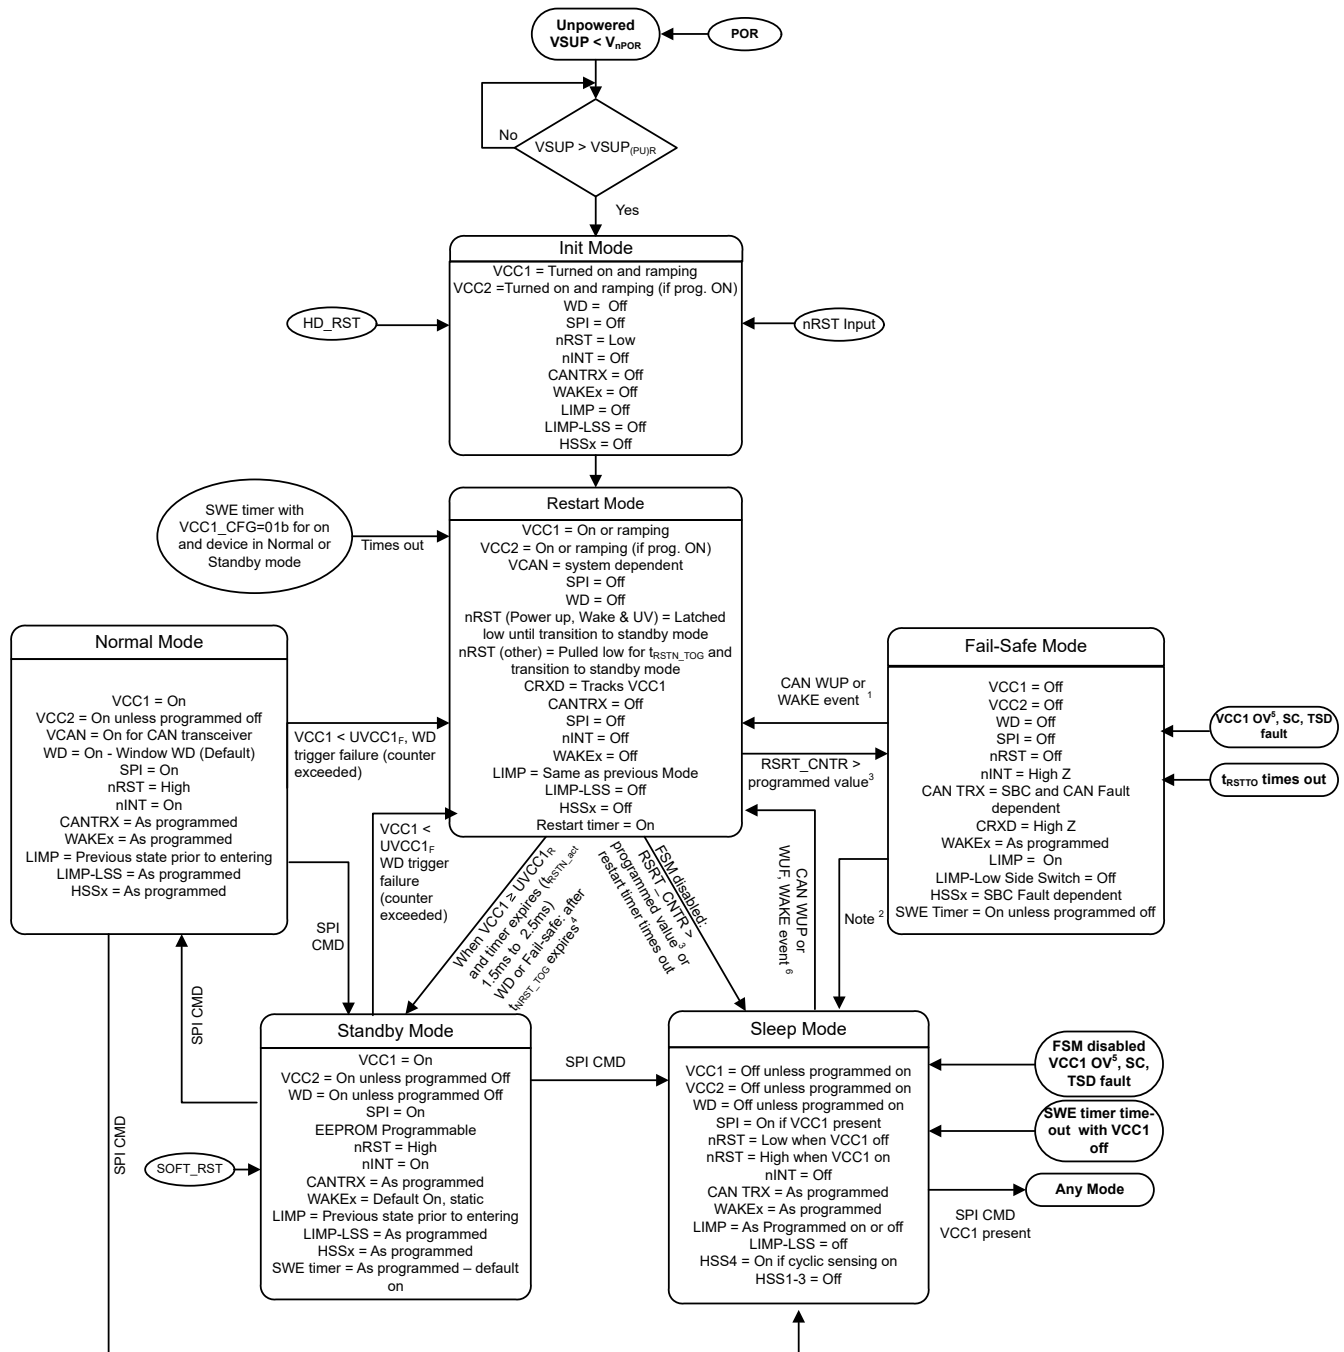 Unpowered
VSUP < VnPOR
POR
No
VSUP > VSUP(PU)R
Yes
Init Mode
VCC1 = Turned on and ramping
VCC2 =Turned on and ramping (if prog. ON)
WD = Off
SPI = Off
nRST = Low
nINT = Off
CANTRX = Off
WAKEx = Off
LIMP = Off
LIMP-LSS = Off
HSSx = Off
HD_RST
nRST Input
SWE timer with
VCC1_CFG=01b for on
and device in Normal or
Standby mode
Times out
Restart Mode
VCC1 = On or ramping
VCC2 = On or ramping (if prog. ON)
VCAN = system dependent
SPI = Off
WD = Off
nRST (Power up, Wake & UV) = Latched
low until transition to standby mode
nRST (other) = Pulled low for tRSTN_TOG and
transition to standby mode
CRXD = Tracks VCC1
CANTRX = Off
SPI = Off
nINT = Off
WAKEx = Off
LIMP = Same as previous Mode
LIMP-LSS = Off
HSSx = Off
Restart timer = On
Normal Mode
VCC1 = On
VCC2 = On unless programmed off
VCAN = On for CAN transceiver
WD = On - Window WD (Default)
SPI = On
nRST = High
nINT = On
CANTRX = As programmed
WAKEx = As programmed
LIMP = Previous state prior to entering
LIMP-LSS = As programmed
HSSx = As programmed
VCC1 < UVCC1F, WD
trigger failure (counter
exceeded)
CAN WUP or
WAKE event 1
RSRT_CNTR >
programmed value3
Fail-Safe Mode
VCC1 = Off
VCC2 = Off
WD = Off
SPI = Off
nRST = Off
nINT = High Z
CAN TRX = SBC and CAN Fault
dependent
CRXD = High Z
WAKEx = As programmed
LIMP = On
LIMP-Low Side Switch = Off
HSSx = SBC Fault dependent
SWE Timer = On unless programmed off
VCC1 OV5, SC, TSD
fault
tRSTTO times out
VCC1 <
UVCC1F
WD trigger
failure
(counter
exceeded)
When VCC1 ≥ UVCC1R
and timer expires (tRSTN_act
1.5ms to 2.5ms)
WD or Fail-safe: after
tNRST_TOG expires4
FSM disabled:
RSRT_CNTR >
programmed value3 or
restart timer times out
CAN WUP or
WUF, WAKE
event 6
Note 2
SPI
CMD
SPI CMD
SPI CMD
Standby Mode
VCC1 = On
VCC2 = On unless programmed Off
WD = On unless programmed Off
SPI = On
EEPROM Programmable
nRST = High
nINT = On
CANTRX = As programmed
WAKEx = Default On, static
LIMP = Previous state prior to entering
LIMP-LSS = As programmed
HSSx = As programmed
SWE timer = As programmed – default
on
SOFT_RST
SPI CMD
Sleep Mode
VCC1 = Off unless programmed on
VCC2 = Off unless programmed on
WD = Off unless programmed on
SPI = On if VCC1 present
nRST = Low when VCC1 off
nRST = High when VCC1 on
nINT = Off
CAN TRX = As programmed
WAKEx = As programmed
LIMP = As Programmed on or off
LIMP-LSS = off
HSS4 = On if cyclic sensing on
HSS1-3 = Off
FSM disabled
VCC1 OV5, SC,
TSD fault
SWE timer time-
out with VCC1
off
Any Mode
SPI CMD
VCC1 present